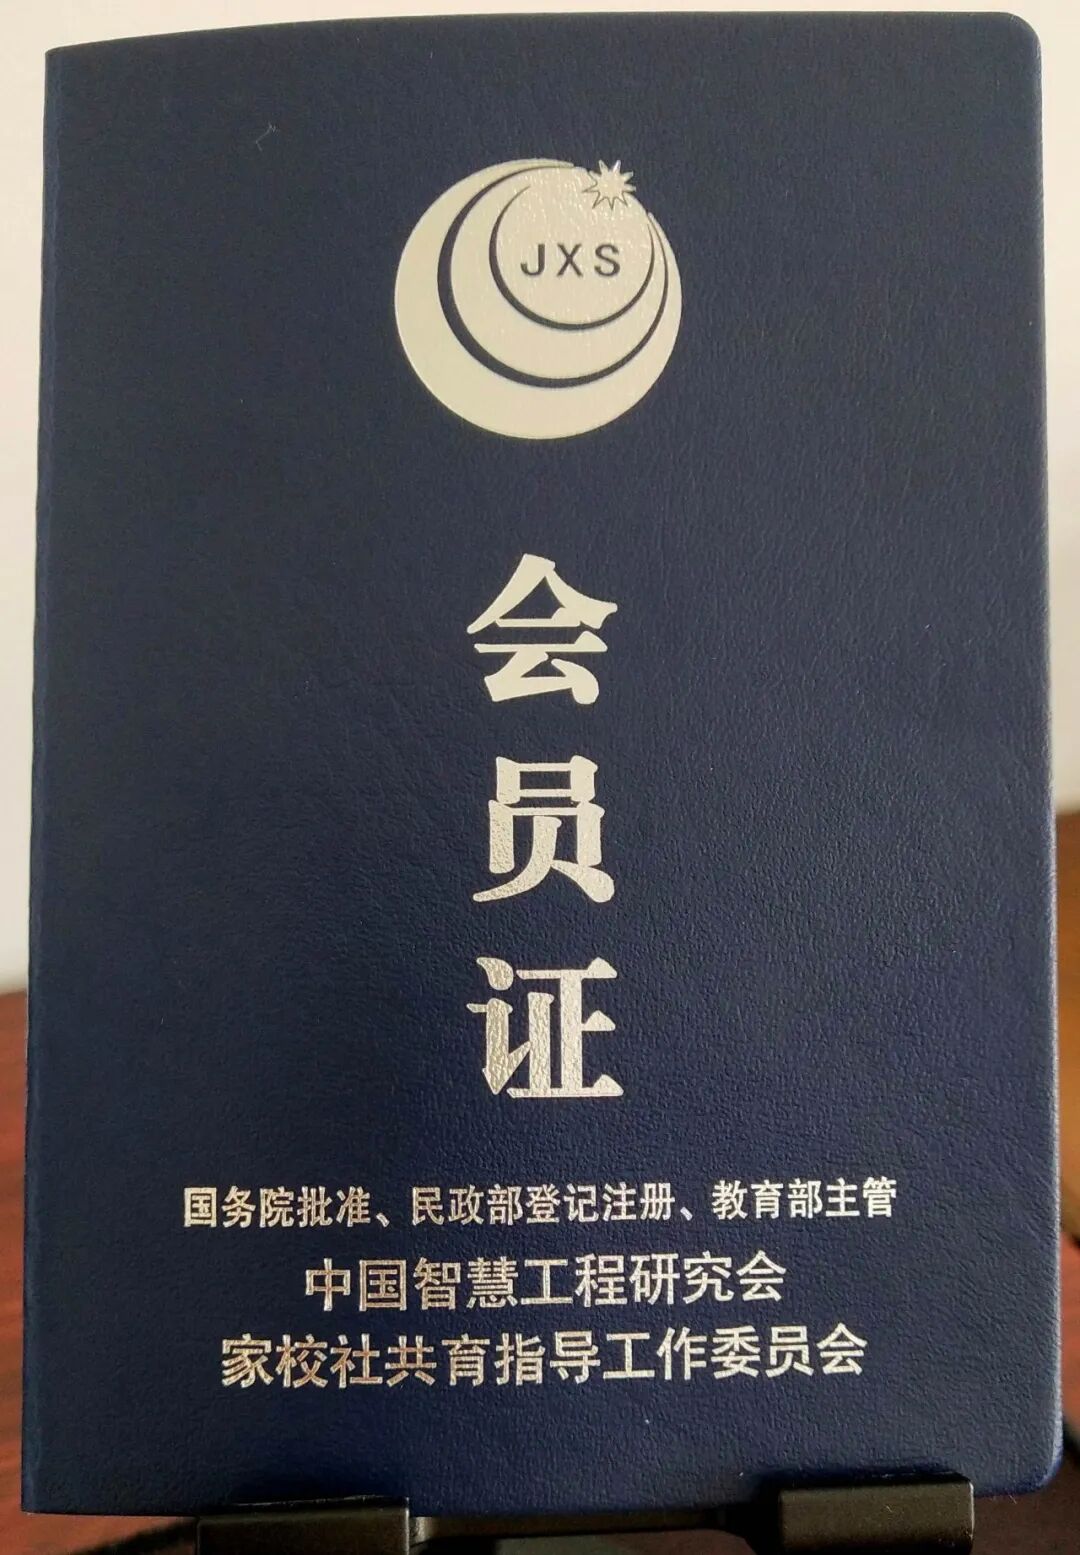 JXS
会
员
证
国务院批准、民政部登记注册、教育部主管
中国智慧工程研究会
家校社共育指导工作委员会